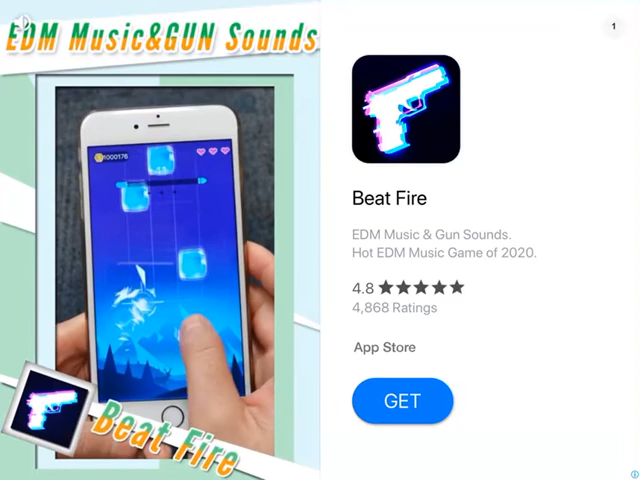 EDM Music&GUN Sounds
1000176
Beat Fire
1
Beat Fire
EDM Music & Gun Sounds.
Hot EDM Music Game of 2020.
4.8 ★★★★★
4,868 Ratings
App Store
GET